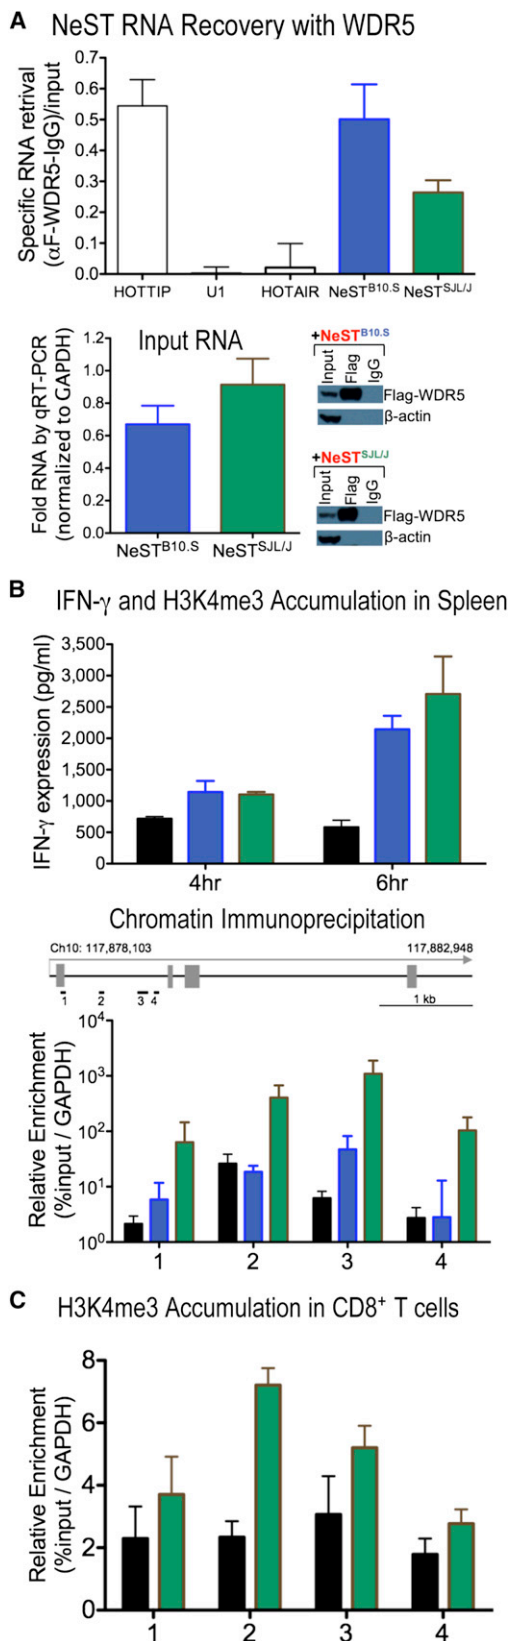 A
NeST RNA Recovery with WDR5
Specific RNA retrival
(αF-WDR5-IgG)/input
0.7
0.6
0.5
0.4
0.3
0.2
0.1
0.0
HOTTIP U1 HOTAIR NeST^B10.S NeST^SJL/J
Input RNA
Fold RNA by qRT-PCR
(normalized to GAPDH)
1.2
1.0
0.8
0.6
0.4
0.2
0.0
NeST^B10.S NeST^SJL/J
+NeST^B10.S
Input Flag IgG
Flag-WDR5
β-actin
+NeST^SJL/J
Input Flag IgG
Flag-WDR5
β-actin
B
IFN-γ and H3K4me3 Accumulation in Spleen
IFN-γ expression (pg/ml)
3,500
3,000
2,500
2,000
1,500
1,000
500
0
4hr 6hr
Chromatin Immunoprecipitation
Ch10: 117,878,103 117,882,948
1 2 3 4 1 kb
Relative Enrichment
(%input / GAPDH)
10^4
10^3
10^2
10^1
10^0
1 2 3 4
C
H3K4me3 Accumulation in CD8+ T cells
Relative Enrichment
(%input / GAPDH)
8
6
4
2
0
1 2 3 4